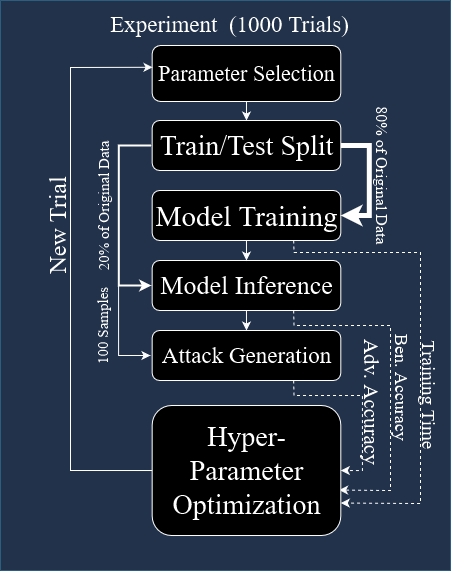 Experiment (1000 Trials)
Parameter Selection
Train/Test Split
80% of Original Data
20% of Original Data
Model Training
New Trial
Model Inference
100 Samples
Attack Generation
Adv. Accuracy
Ben. Accuracy
Training Time
Hyper-
Parameter
Optimization